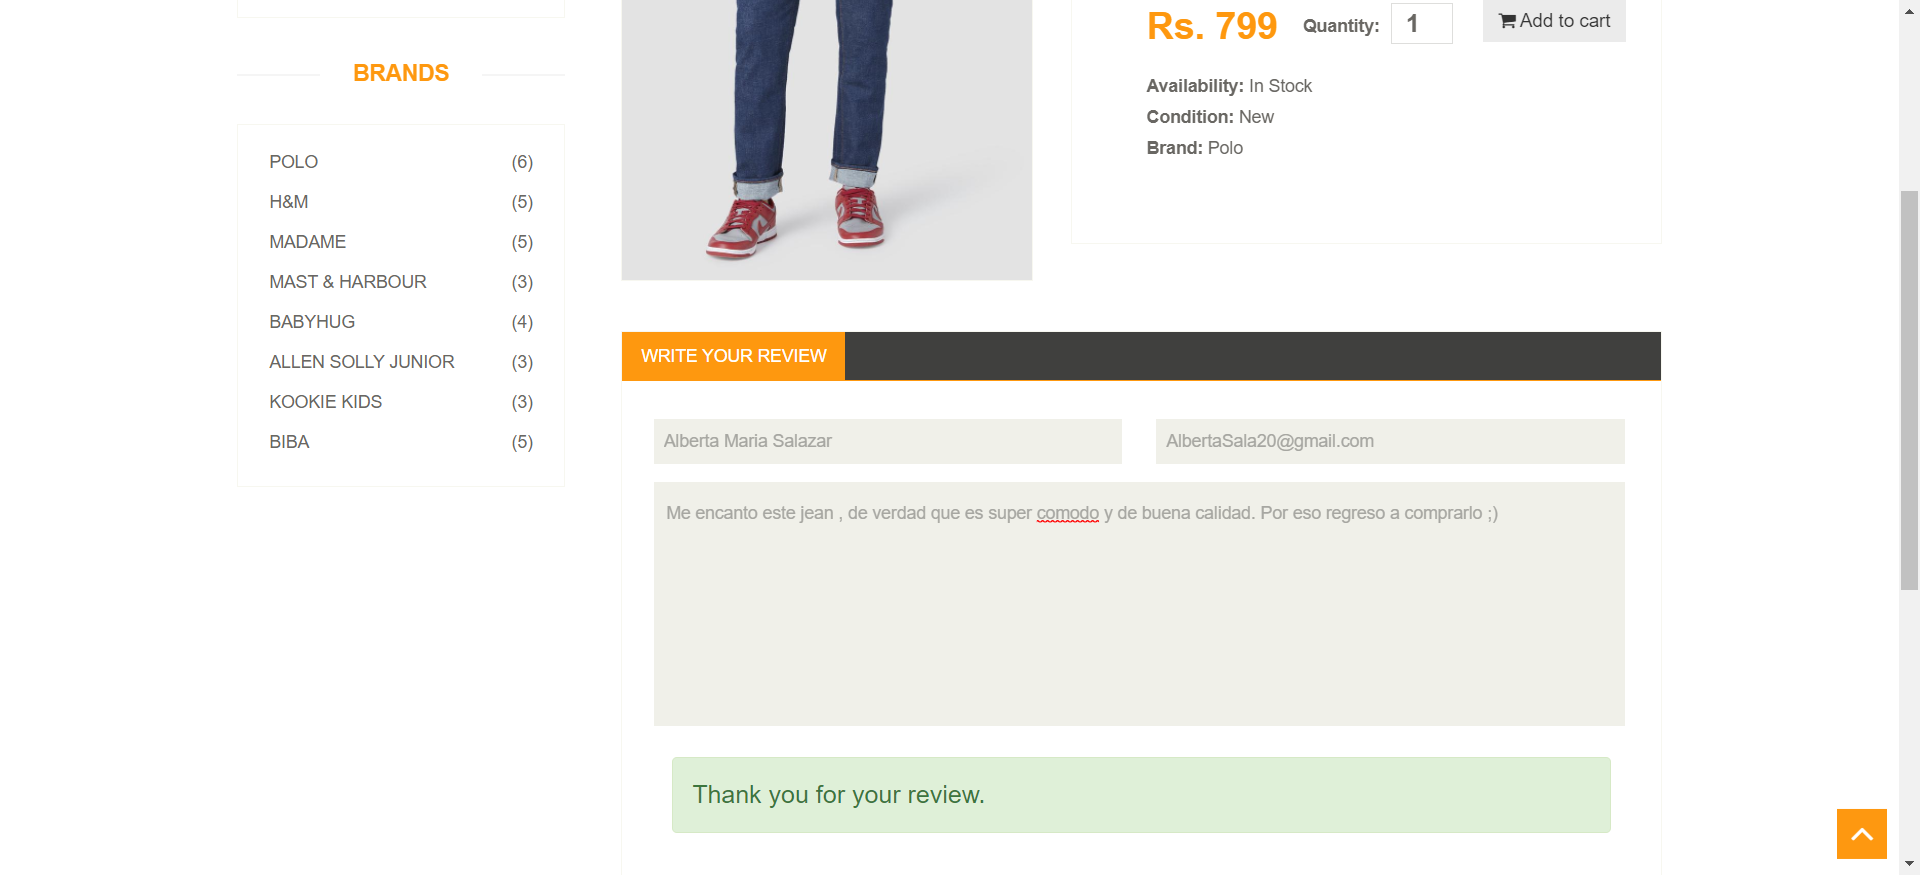 BRANDS
POLO (6)
H&M (5)
MADAME (5)
MAST & HARBOUR (3)
BABYHUG (4)
ALLEN SOLLY JUNIOR (3)
KOOKIE KIDS (3)
BIBA (5)
Rs. 799 Quantity: 1 Add to cart
Availability: In Stock
Condition: New
Brand: Polo
WRITE YOUR REVIEW
Alberta Maria Salazar AlbertaSala20@gmail.com
Me encanto este jean , de verdad que es super comodo y de buena calidad. Por eso regreso a comprarlo ;)
Thank you for your review.